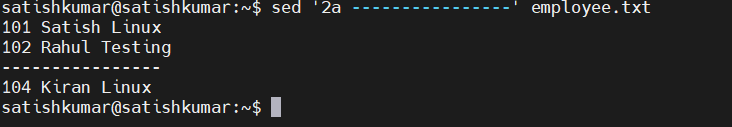 satishkumar@satishkumar:~$ sed '2a ----------------' employee.txt
101 Satish Linux
102 Rahul Testing
----------------
104 Kiran Linux
satishkumar@satishkumar:~$